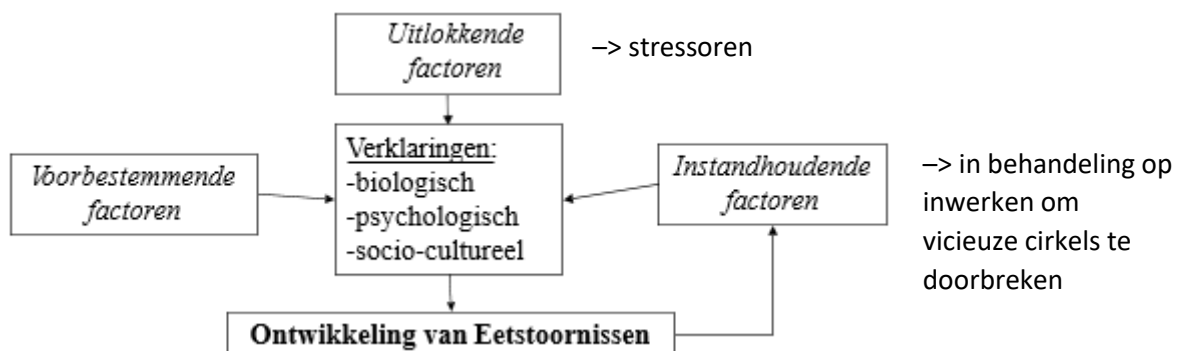 Uitlokkende
factoren
–> stressoren
Verklaringen:
-biologisch
-psychologisch
-socio-cultureel
Voorbestemmende
factoren
Instandhoudende
factoren
–> in behandeling op
inwerken om
vicieuze cirkels te
doorbreken
Ontwikkeling van Eetstoornissen